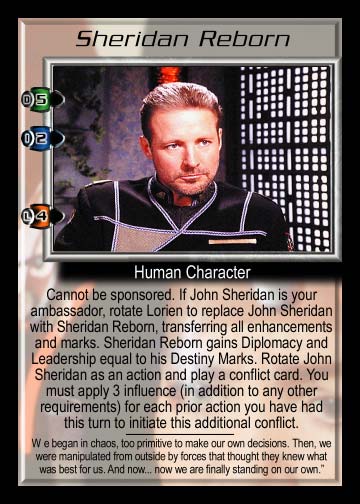 Sheridan Reborn
D 5
I 2
L 4
Human Character
Cannot be sponsored. If John Sheridan is your
ambassador, rotate Lorien to replace John Sheridan
with Sheridan Reborn, transferring all enhancements
and marks. Sheridan Reborn gains Diplomacy and
Leadership equal to his Destiny Marks. Rotate John
Sheridan as an action and play a conflict card. You
must apply 3 influence (in addition to any other
requirements) for each prior action you have had
this turn to initiate this additional conflict.
W e began in chaos, too primitive to make our own decisions. Then, we
were manipulated from outside by forces that thought they knew what
was best for us. And now... now we are finally standing on our own.”